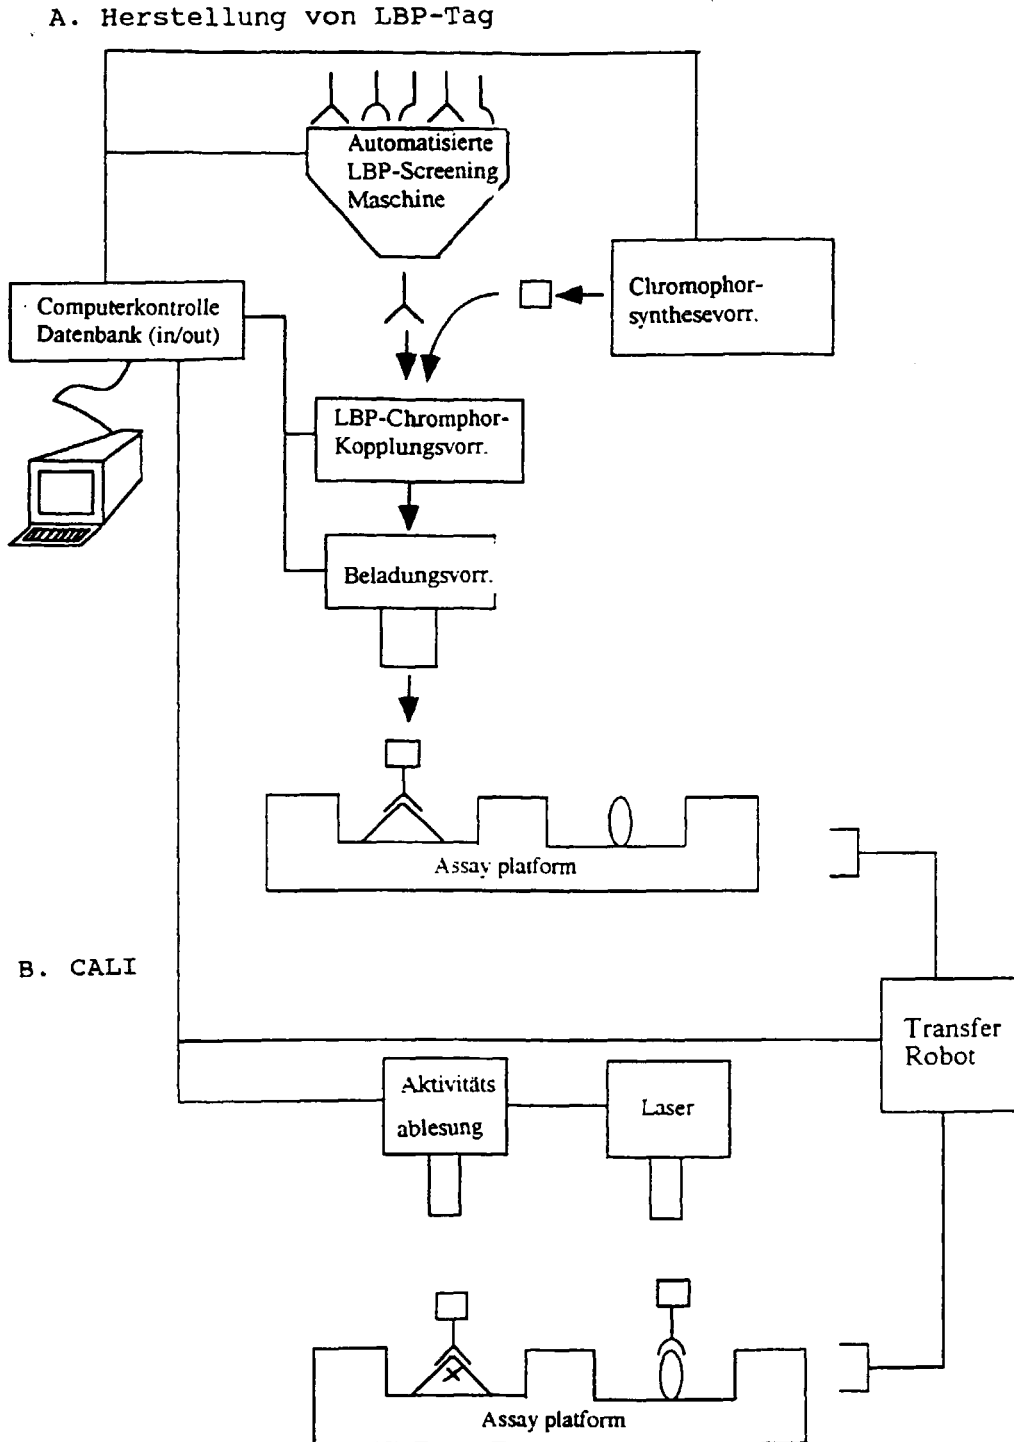 A. Herstellung von LBP-Tag
Automatisierte
LBP-Screening
Maschine
Chromophor-
synthesevorr.
Computerkontrolle
Datenbank (in/out)
LBP-Chromphor-
Kopplungsvorr.
Beladungsvorr.
Assay platform
B. CALI
Transfer
Robot
Aktivitäts
ablesung
Laser
Assay platform